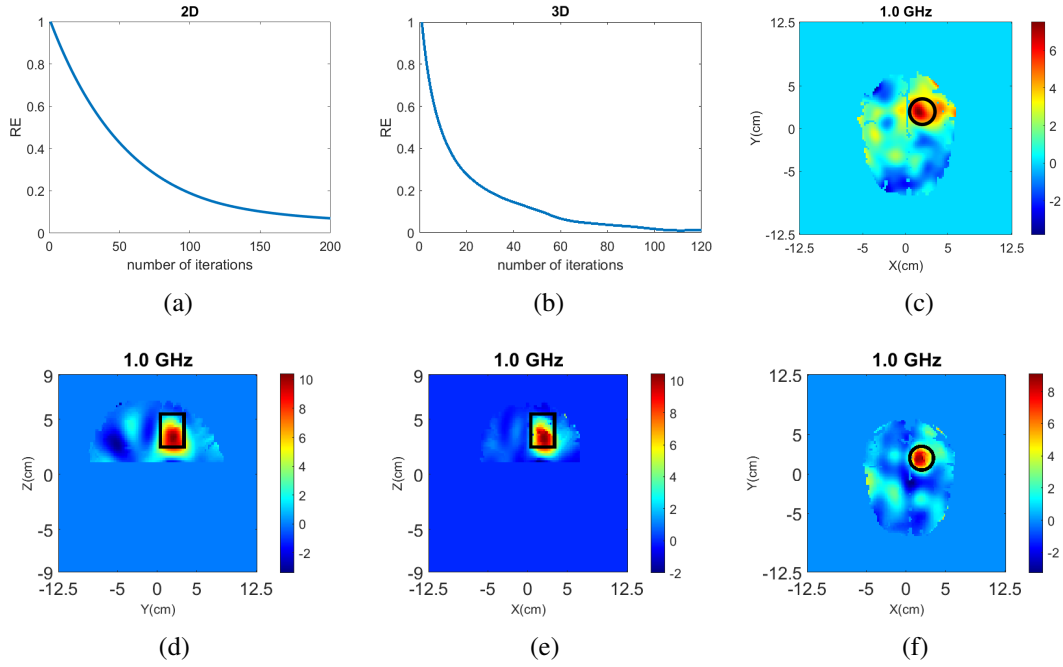 2D
1
0.8
0.6
0.4
0.2
0
RE
0 50 100 150 200
number of iterations
(a)
3D
1
0.8
0.6
0.4
0.2
0
RE
0 20 40 60 80 100 120
number of iterations
(b)
1.0 GHz
12.5
5
0
-5
-12.5
Y(cm)
-12.5 -5 0 5 12.5
X(cm)
6
4
2
0
-2
(c)
1.0 GHz
9
5
0
-5
-9
Z(cm)
-12.5 -5 0 5 12.5
Y(cm)
10
8
6
4
2
0
-2
(d)
1.0 GHz
9
5
0
-5
-9
Z(cm)
-12.5 -5 0 5 12.5
X(cm)
10
8
6
4
2
0
-2
(e)
1.0 GHz
12.5
5
0
-5
-12.5
Y(cm)
-12.5 -5 0 5 12.5
X(cm)
8
6
4
2
0
-2
(f)